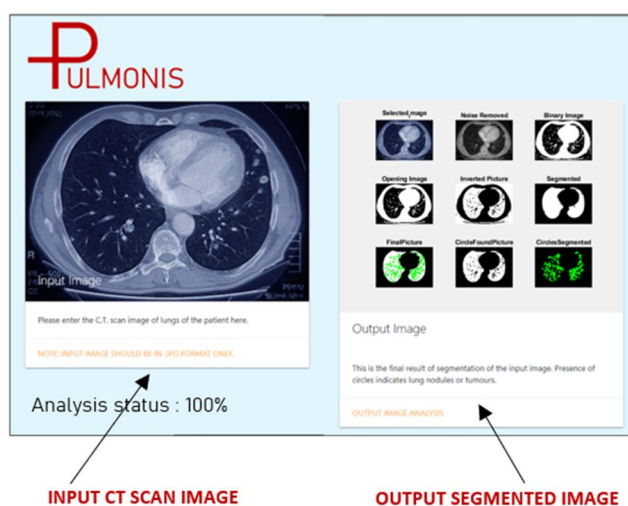 PULMONIS
R
Input Image
Please enter the C.T. scan image of lungs of the patient here.
NOTE: INPUT IMAGE SHOULD BE IN JPG FORMAT ONLY.
Analysis status : 100%
Selected mage
Noise Removed
Binary Image
Opening Image
Inverted Picture
Segmented
FinalPicture
CircleFoundPicture
CirclesSegmented
Output Image
This is the final result of segmentation of the input image. Presence of
circles indicates lung nodules or tumours.
OUTPUT IMAGE ANALYSIS
INPUT CT SCAN IMAGE
OUTPUT SEGMENTED IMAGE